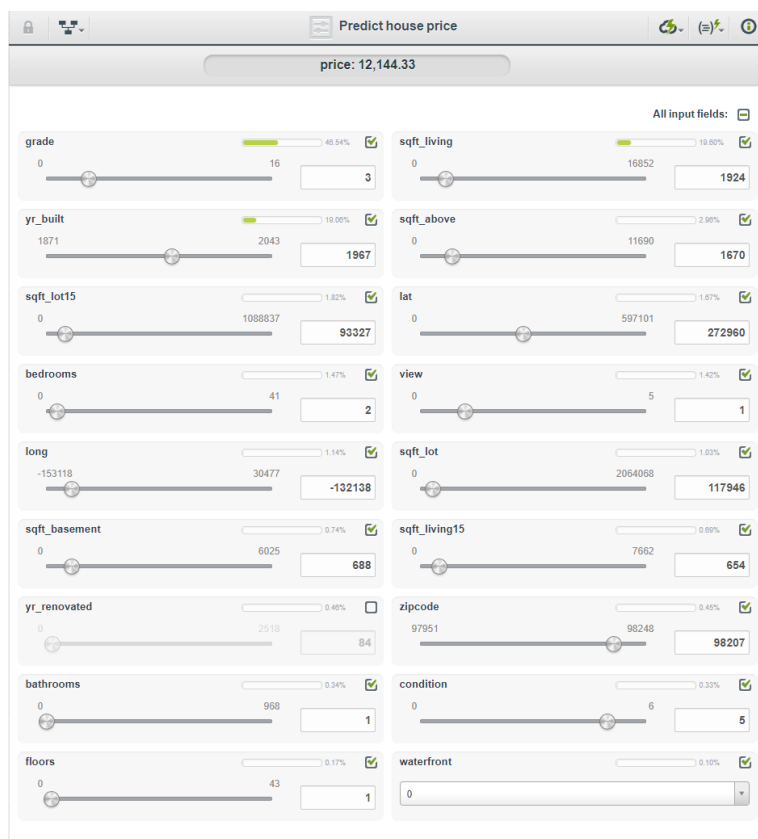 Predict house price
price: 12,144.33
All input fields:
grade 46.54%
0 16
3
sqft_living 19.60%
0 16852
1924
yr_built 19.06%
1871 2043
1967
sqft_above 2.96%
0 11690
1670
sqft_lot15 1.82%
0 1088837
93327
lat 1.67%
0 597101
272960
bedrooms 1.47%
0 41
2
view 1.42%
0 5
1
long 1.14%
-153118 30477
-132138
sqft_lot 1.03%
0 2064068
117946
sqft_basement 0.74%
0 6025
688
sqft_living15 0.69%
0 7662
654
yr_renovated 0.46%
0 2518
84
zipcode 0.45%
97951 98248
98207
bathrooms 0.34%
0 968
1
condition 0.33%
0 6
5
floors 0.17%
0 43
1
waterfront 0.10%
0